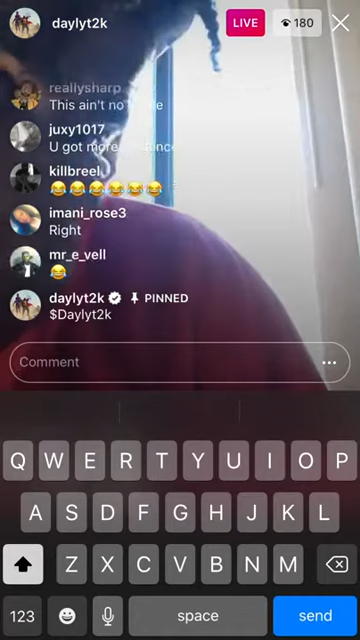 daylyt2k
LIVE
180
reallysharp
This ain't no
juxy1017
U got more
killbreel
😂😂😂😂😂😂
imani_rose3
Right
mr_e_vell
😂
daylyt2k PINNED
$Daylyt2k
Comment
Q W E R T Y U I O P
A S D F G H J K L
Z X C V B N M
123 space send